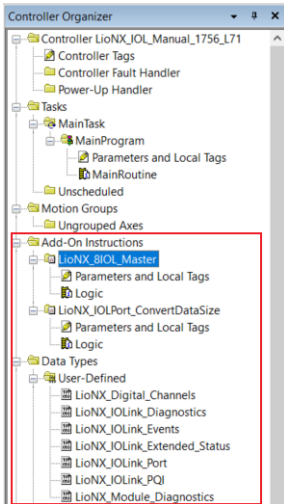 Controller Organizer
Controller LioNX_IOL_Manual_1756_L71
Controller Tags
Controller Fault Handler
Power-Up Handler
Tasks
MainTask
MainProgram
Parameters and Local Tags
MainRoutine
Unscheduled
Motion Groups
Ungrouped Axes
Add-On Instructions
LioNX_8IOL_Master
Parameters and Local Tags
Logic
LioNX_IOLPort_ConvertDataSize
Parameters and Local Tags
Logic
Data Types
User-Defined
LioNX_Digital_Channels
LioNX_IOLink_Diagnostics
LioNX_IOLink_Events
LioNX_IOLink_Extended_Status
LioNX_IOLink_Port
LioNX_IOLink_PQI
LioNX_Module_Diagnostics